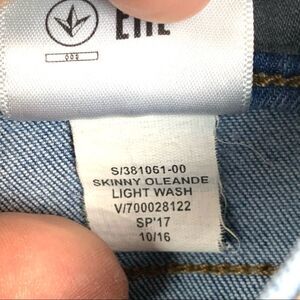 EAC
S/381061-00
SKINNY OLEANDE
LIGHT WASH
V/700028122
SP'17
10/16